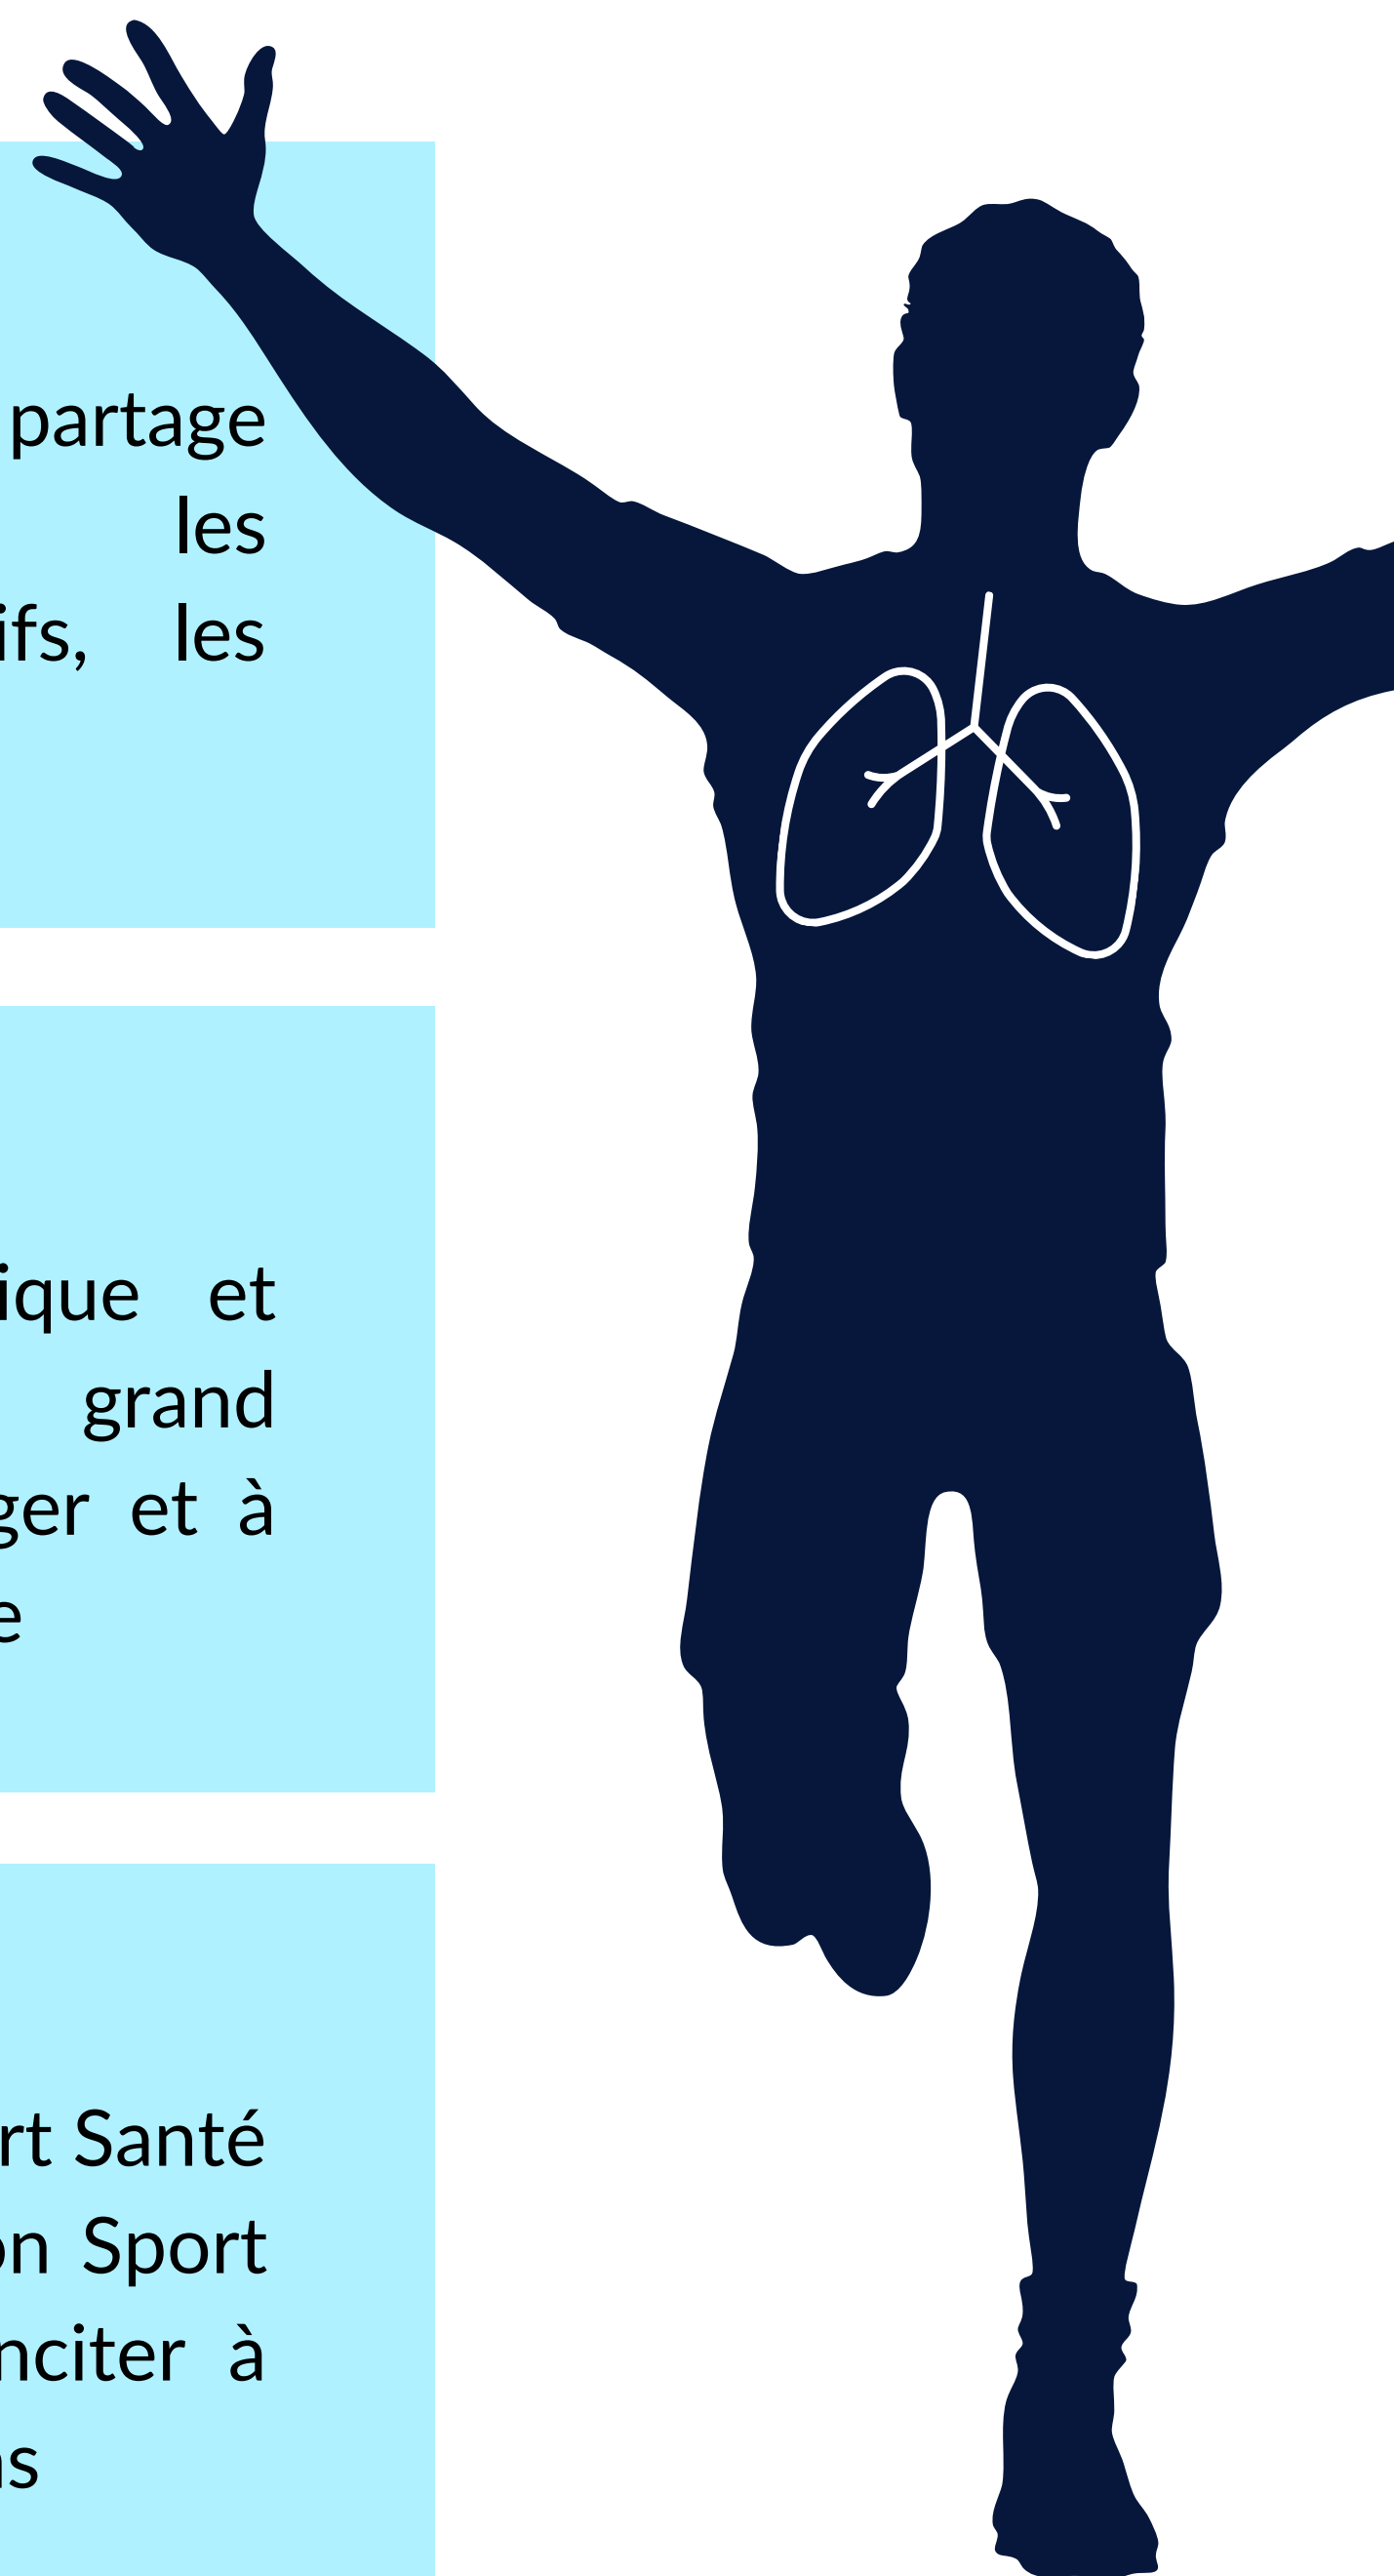 partage
les
ifs, les
ique et
grand
ger et à
e
rt Santé
on Sport
nciter à
ns